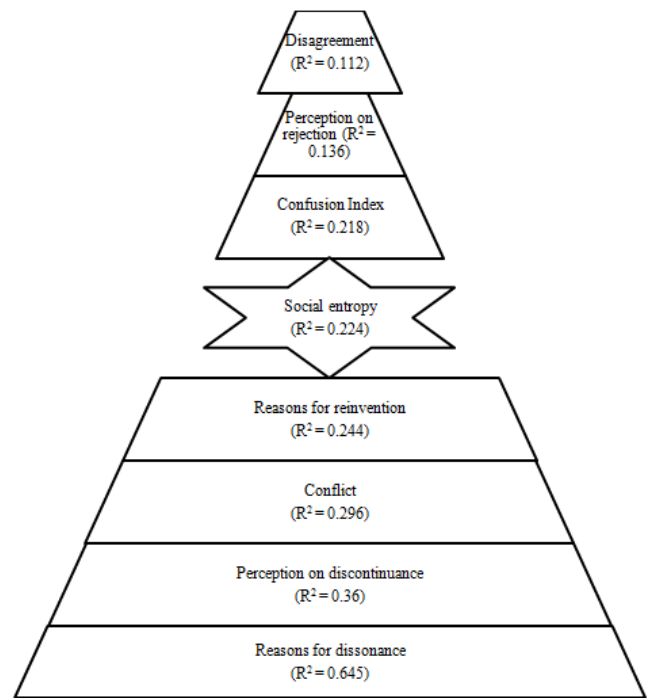 Disagreement
(R² = 0.112)
Perception on
rejection (R² =
0.136)
Confusion Index
(R² = 0.218)
Social entropy
(R² = 0.224)
Reasons for reinvention
(R² = 0.244)
Conflict
(R² = 0.296)
Perception on discontinuance
(R² = 0.36)
Reasons for dissonance
(R² = 0.645)